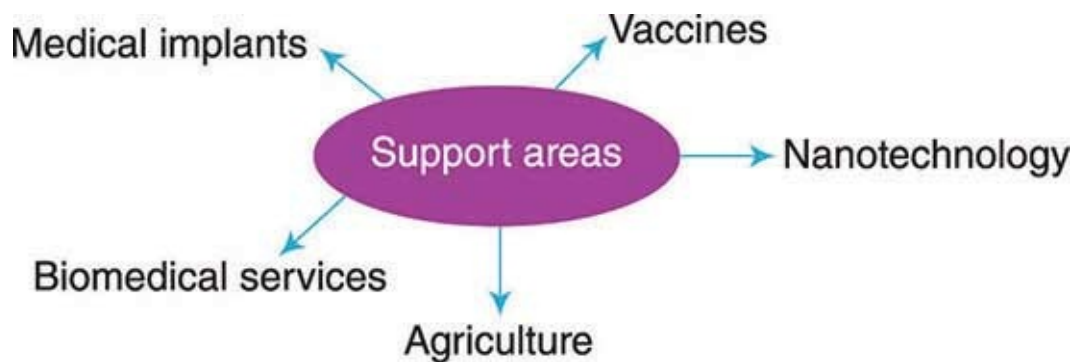 Medical implants
Vaccines
Support areas
Nanotechnology
Biomedical services
Agriculture